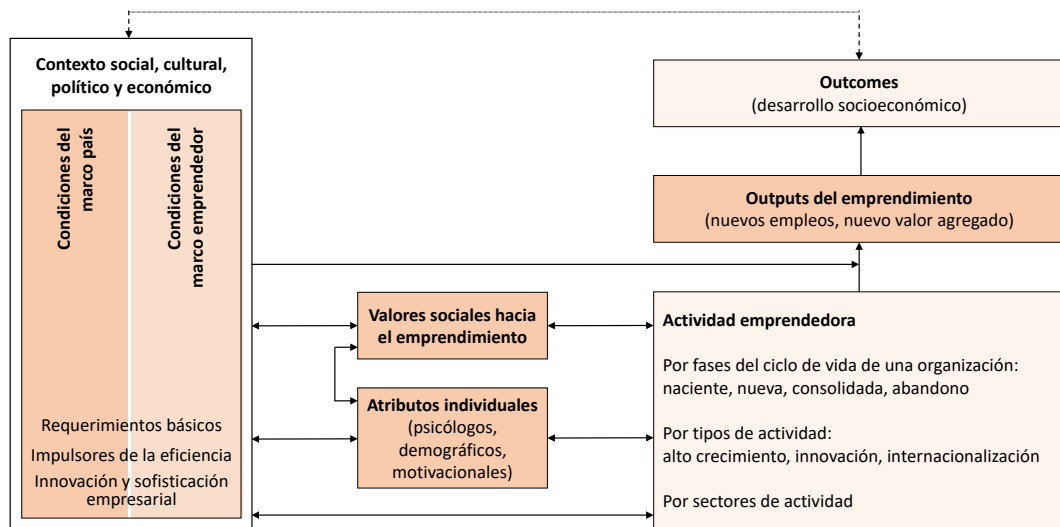 Contexto social, cultural,
político y económico
Condiciones del
marco país
Condiciones del
marco emprendedor
Requerimientos básicos
Impulsores de la eficiencia
Innovación y sofisticación
empresarial
Valores sociales hacia
el emprendimiento
Atributos individuales
(psicólogos,
demográficos,
motivacionales)
Outcomes
(desarrollo socioeconómico)
Outputs del emprendimiento
(nuevos empleos, nuevo valor agregado)
Actividad emprendedora
Por fases del ciclo de vida de una organización:
naciente, nueva, consolidada, abandono
Por tipos de actividad:
alto crecimiento, innovación, internacionalización
Por sectores de actividad